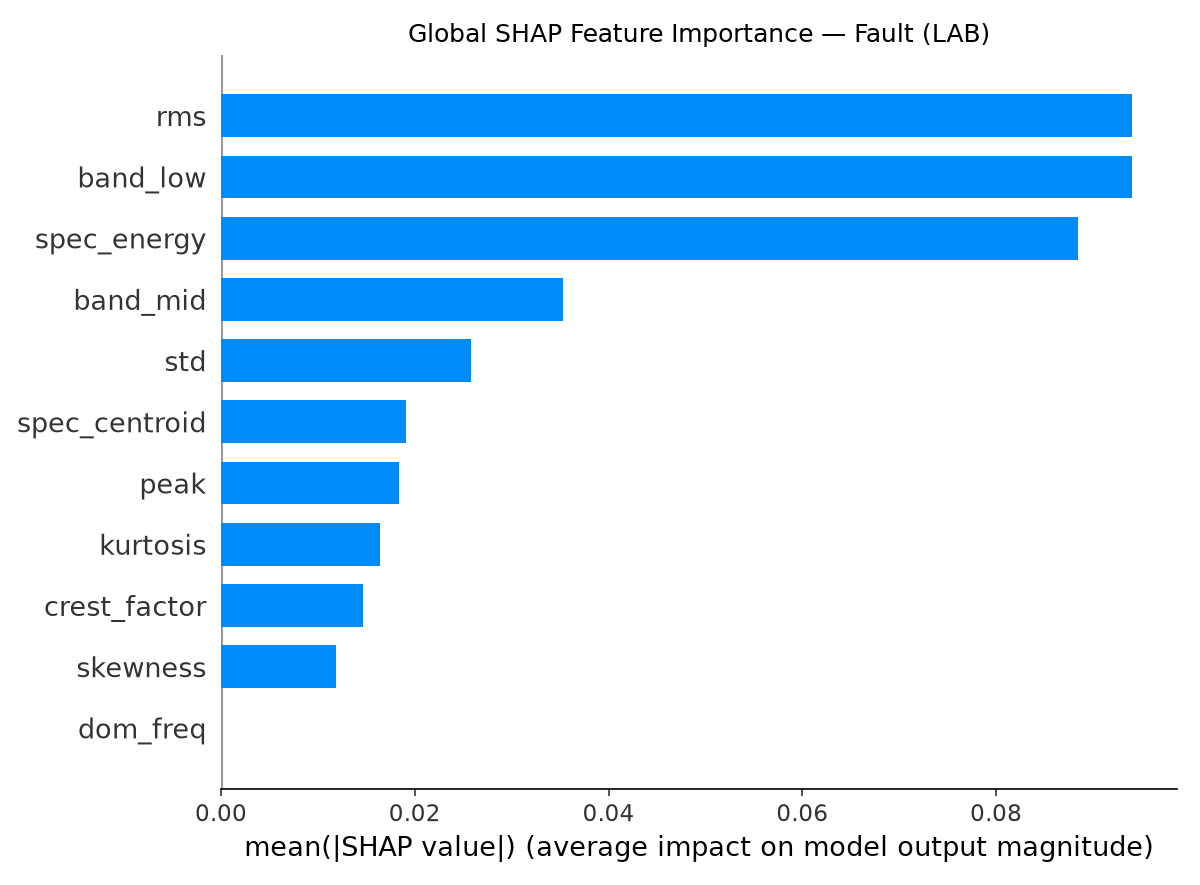 Global SHAP Feature Importance — Fault (LAB)
rms
band_low
spec_energy
band_mid
std
spec_centroid
peak
kurtosis
crest_factor
skewness
dom_freq
0.00 0.02 0.04 0.06 0.08
mean(|SHAP value|) (average impact on model output magnitude)